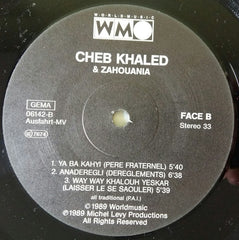 WORLDMUSIC
WMO
CHEB KHALED
& ZAHOUANIA
GEMA
06142-B
Ausfahrt-MV
FACE B
Stereo 33
1. YA BA KAHYI (PERE FRATERNEL) 5'40
2. ANADEREGLI (DEREGLEMENTS) 6'38
3. WAY WAY KHALOUH YESKAR
(LAISSER LE SE SAOULER) 5'39
all traditional (P.A.I.)
© 1989 Worldmusic
℗ 1989 Michel Levy Productions
All Rights Reserved